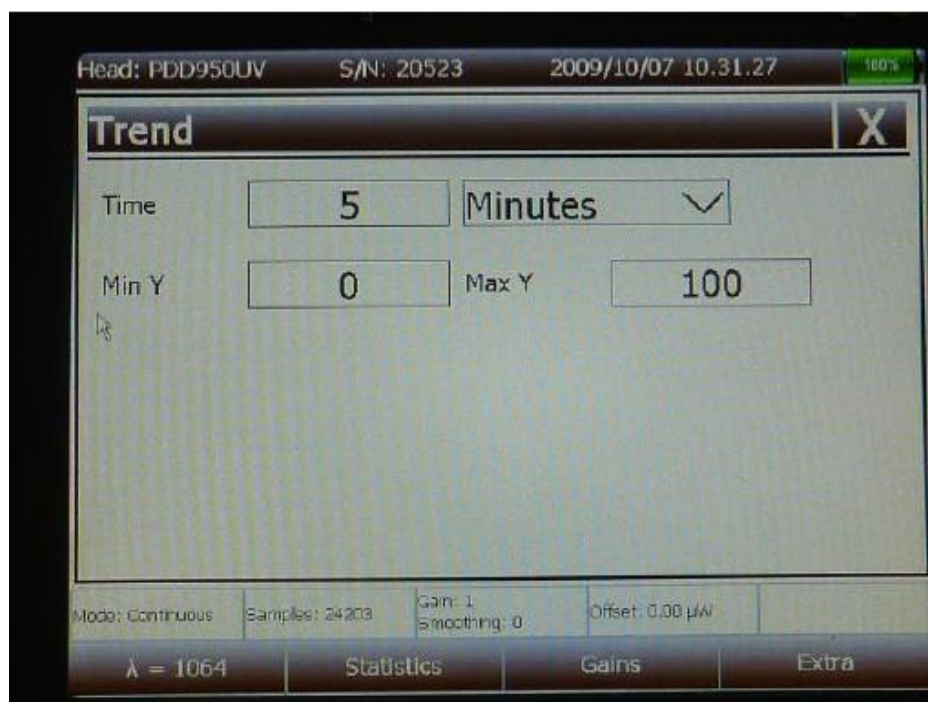 Head: PDD950UV S/N: 20523 2009/10/07 10.31.27 100%
Trend X
Time 5 Minutes
Min Y 0 Max Y 100
Mode: Continuous Samples: 24203 Gain: 1 Offset: 0.00 µW
Smoothing: 0
λ = 1064 Statistics Gains Extra